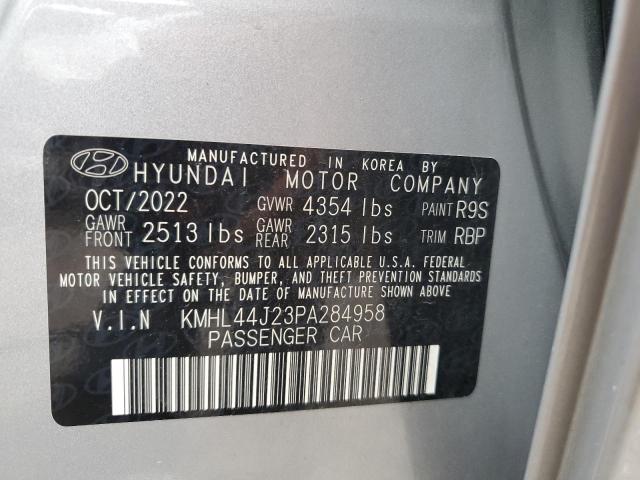 MANUFACTURED IN KOREA BY
HYUNDAI MOTOR COMPANY
OCT/2022 GVWR 4354 lbs PAINT R9S
GAWR FRONT 2513 lbs GAWR REAR 2315 lbs TRIM RBP
THIS VEHICLE CONFORMS TO ALL APPLICABLE U.S.A. FEDERAL
MOTOR VEHICLE SAFETY, BUMPER, AND THEFT PREVENTION STANDARDS
IN EFFECT ON THE DATE OF MANUFACTURE SHOWN ABOVE.
V.I.N KMHL44J23PA284958
PASSENGER CAR